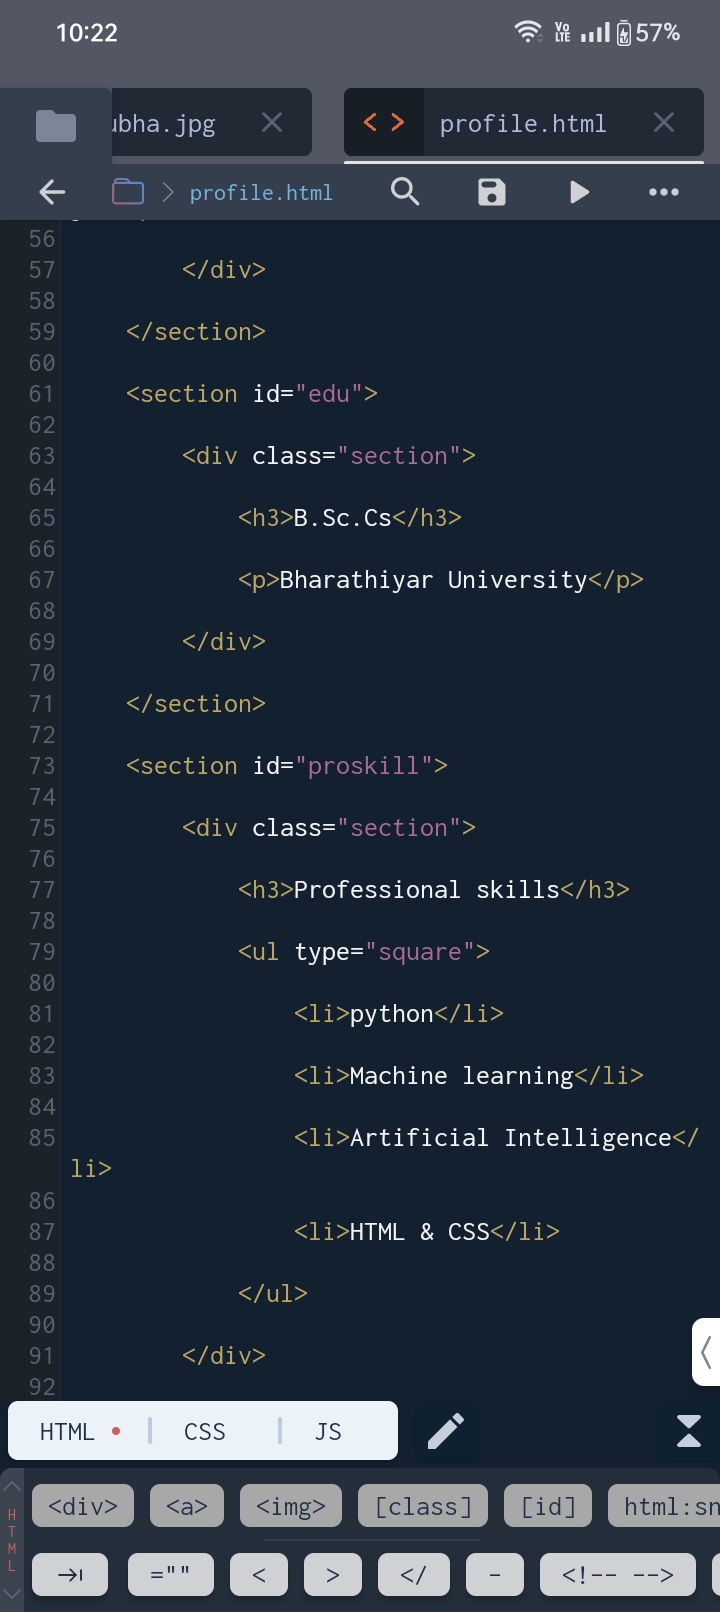 10:22
Vo LTE 57%
ubha.jpg
< > profile.html
profile.html
56
57 </div>
58
59 </section>
60
61 <section id="edu">
62
63 <div class="section">
64
65 <h3>B.Sc.Cs</h3>
66
67 <p>Bharathiyar University</p>
68
69 </div>
70
71 </section>
72
73 <section id="proskill">
74
75 <div class="section">
76
77 <h3>Professional skills</h3>
78
79 <ul type="square">
80
81 <li>python</li>
82
83 <li>Machine learning</li>
84
85 <li>Artificial Intelligence</
li>
86
87 <li>HTML & CSS</li>
88
89 </ul>
90
91 </div>
92
HTML CSS JS
HTML
<div> <a> <img> [class] [id] html:sn
="" < > </ - <!-- -->